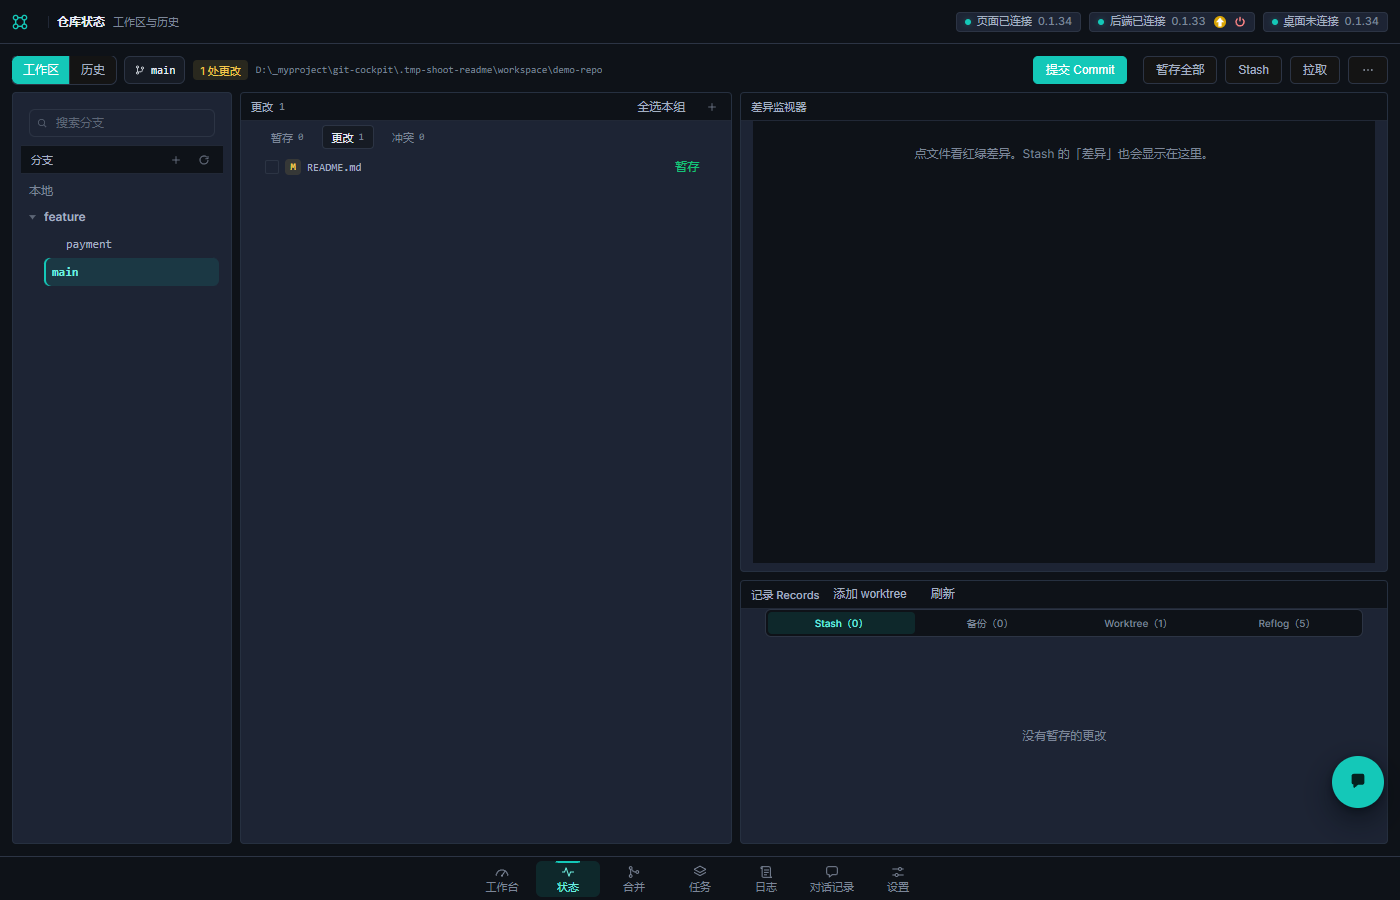 仓库状态 工作区与历史
页面已连接 0.1.34
后端已连接 0.1.33
桌面未连接 0.1.34
工作区 历史
main
1 处更改
D:\_myproject\git-cockpit\.tmp-shoot-readme\workspace\demo-repo
提交 Commit
暂存全部
Stash
拉取
搜索分支
分支
本地
feature
payment
main
更改 1
全选本组
暂存 0
更改 1
冲突 0
M README.md
暂存
差异监视器
点文件看红绿差异。Stash 的「差异」也会显示在这里。
记录 Records 添加 worktree 刷新
Stash（0）
备份（0）
Worktree（1）
Reflog（5）
没有暂存的更改
工作台
状态
合并
任务
日志
对话记录
设置